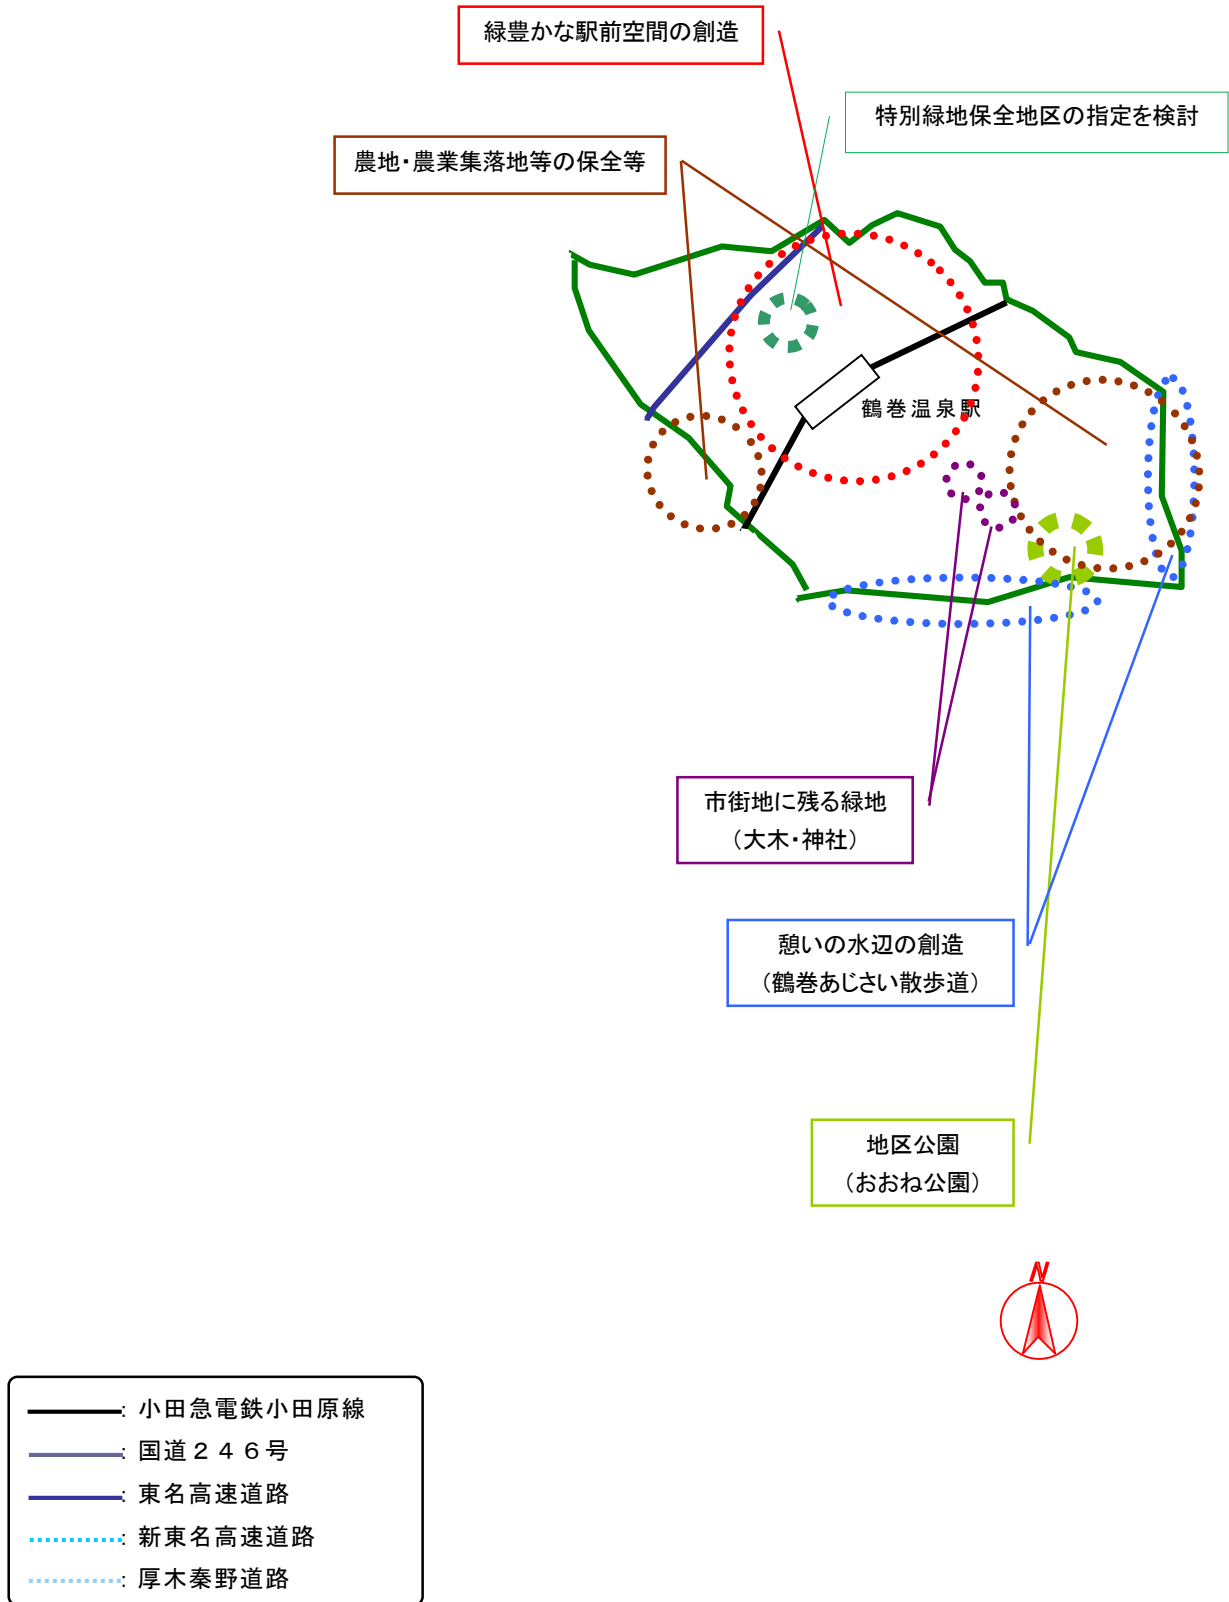 緑豊かな駅前空間の創造
特別緑地保全地区の指定を検討
農地・農業集落地等の保全等
鶴巻温泉駅
市街地に残る緑地
（大木・神社）
憩いの水辺の創造
（鶴巻あじさい散歩道）
地区公園
（おおね公園）
N
：小田急電鉄小田原線
：国道２４６号
：東名高速道路
：新東名高速道路
：厚木秦野道路